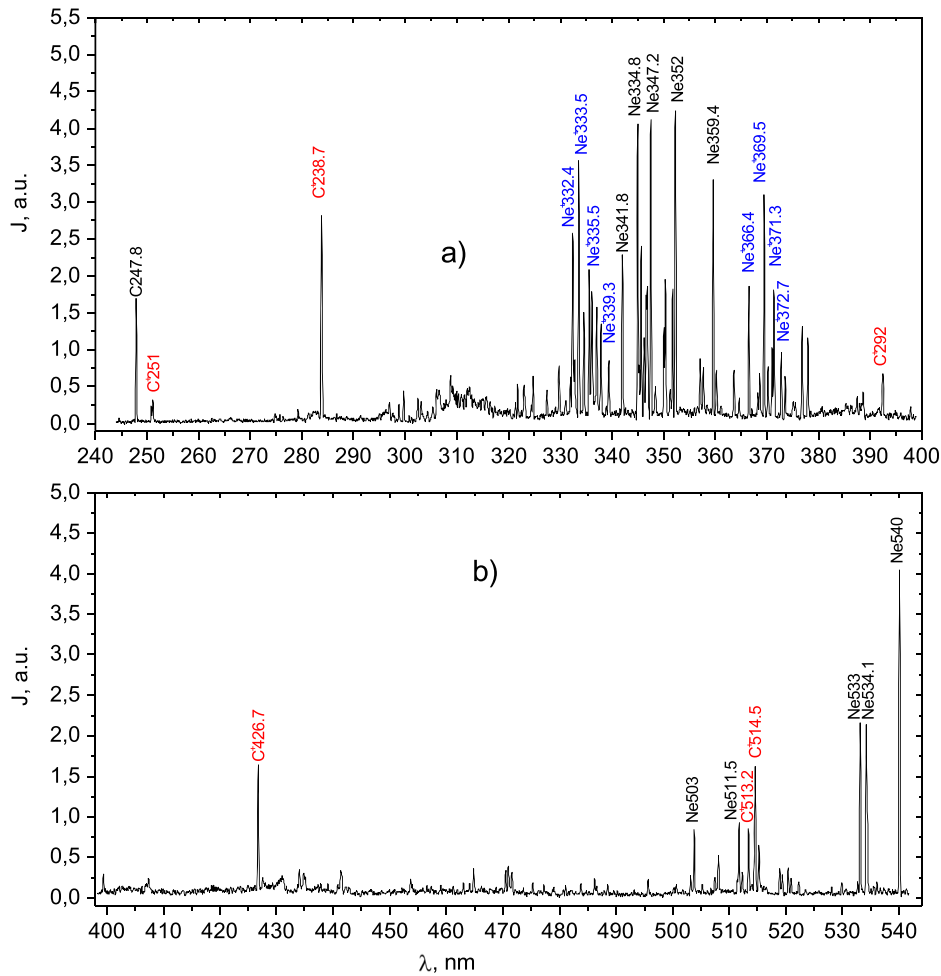 5,5
5,0
4,5
4,0
3,5
3,0
2,5
2,0
1,5
1,0
0,5
0,0
J, a.u.
a)
C247.8
C⁺251
C⁺238.7
Ne⁺332.4
Ne⁺333.5
Ne⁺335.5
Ne⁺339.3
Ne341.8
Ne334.8
Ne347.2
Ne352
Ne359.4
Ne⁺366.4
Ne⁺369.5
Ne⁺371.3
Ne⁺372.7
C⁺292
240 250 260 270 280 290 300 310 320 330 340 350 360 370 380 390 400
5,0
4,5
4,0
3,5
3,0
2,5
2,0
1,5
1,0
0,5
0,0
J, a.u.
b)
C⁺426.7
Ne503
Ne511.5
C⁺513.2
C⁺514.5
Ne533
Ne534.1
Ne540
400 410 420 430 440 450 460 470 480 490 500 510 520 530 540
λ, nm